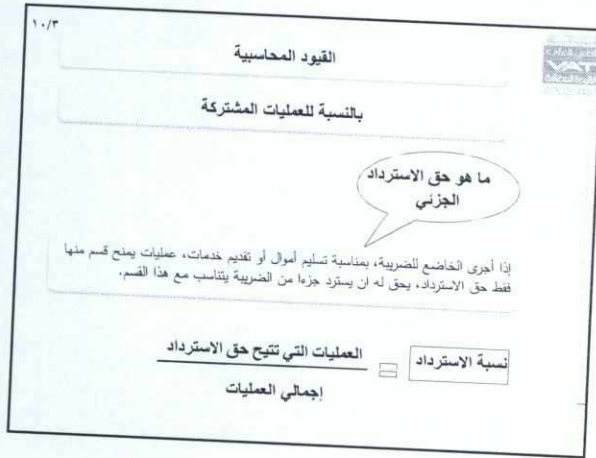 ١٠/٣
VAT
القيود المحاسبية
بالنسبة للعمليات المشتركة
ما هو حق الاسترداد
الجزئي
إذا أجرى الخاضع للضريبة، بمناسبة تسليم أموال أو تقديم خدمات، عمليات يمنح قسم منها
فقط حق الاسترداد، يحق له ان يسترد جزءا من الضريبة يتناسب مع هذا القسم.
نسبة الاسترداد = العمليات التي تتيح حق الاسترداد
إجمالي العمليات